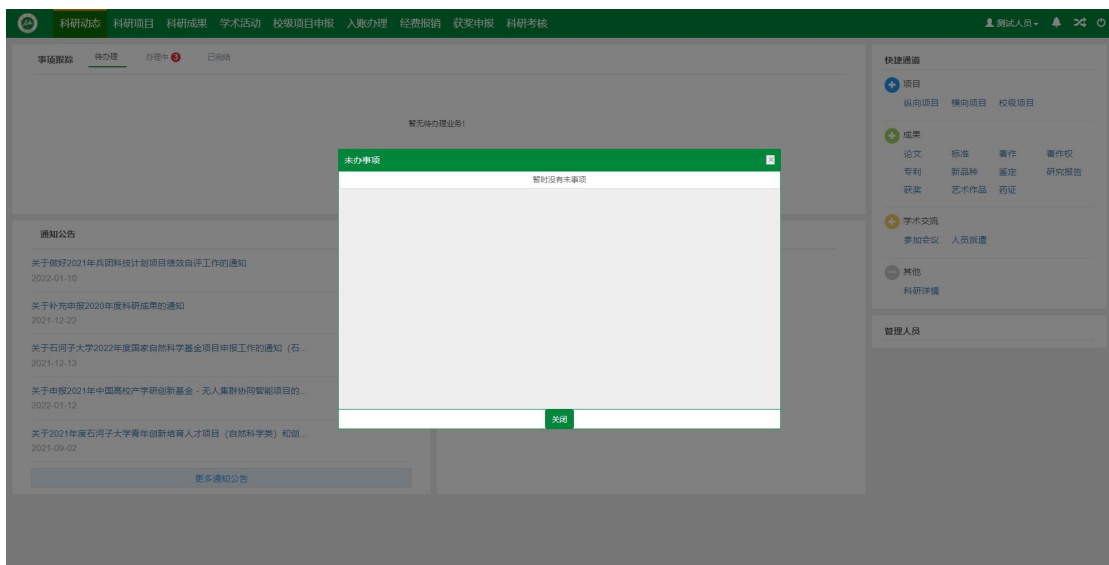 科研动态 科研项目 科研成果 学术活动 校级项目申报 入账办理 经费报销 获奖申报 科研考核 测试人员
事项跟踪 待办理 办理中 3 已完结
暂无待办理业务!
未办事项
暂时没有未事项
关闭
通知公告
关于做好2021年兵团科技计划项目绩效自评工作的通知
2022-01-10
关于补充申报2020年度科研成果的通知
2021-12-22
关于石河子大学2022年度国家自然科学基金项目申报工作的通知（石...
2021-12-13
关于申报2021年中国高校产学研创新基金－无人集群协同智能项目的...
2022-01-12
关于2021年度石河子大学青年创新培育人才项目（自然科学类）和创...
2021-09-02
更多通知公告
快捷通道
项目
纵向项目 横向项目 校级项目
成果
论文 标准 著作 著作权
专利 新品种 鉴定 研究报告
获奖 艺术作品 药证
学术交流
参加会议 人员派遣
其他
科研详情
管理人员